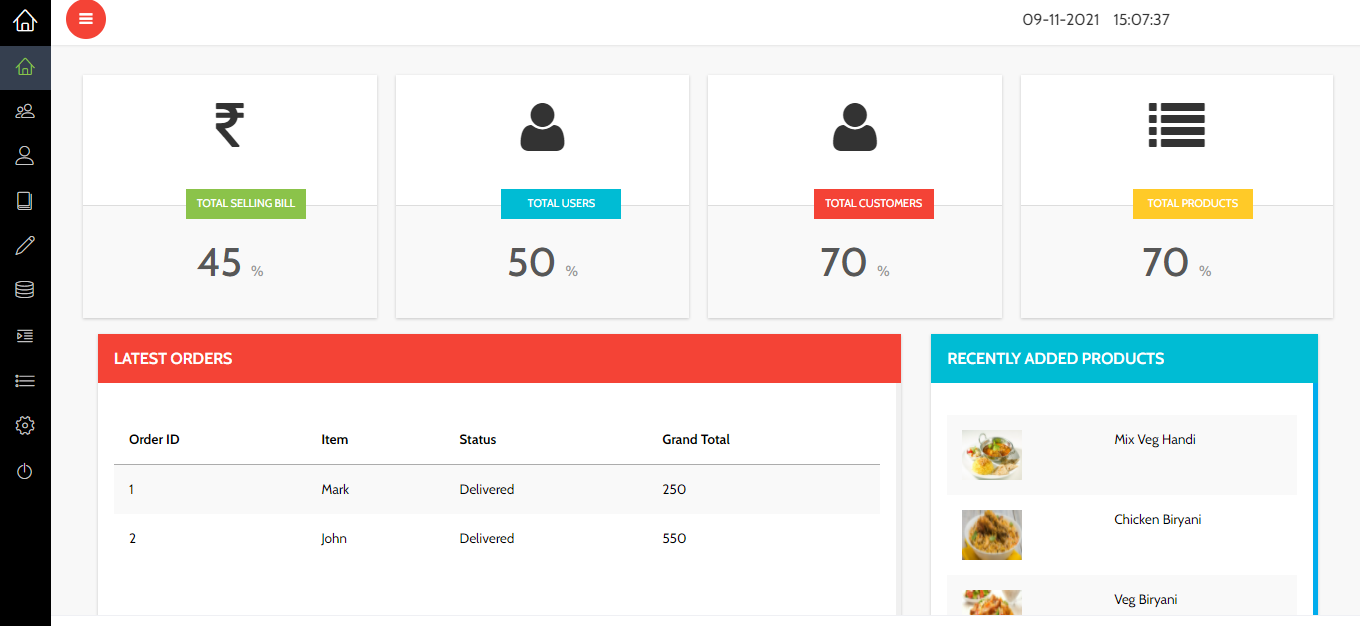 09-11-2021 15:07:37
₹
TOTAL SELLING BILL
45 %
TOTAL USERS
50 %
TOTAL CUSTOMERS
70 %
TOTAL PRODUCTS
70 %
LATEST ORDERS
Order ID Item Status Grand Total
1 Mark Delivered 250
2 John Delivered 550
RECENTLY ADDED PRODUCTS
Mix Veg Handi
Chicken Biryani
Veg Biryani